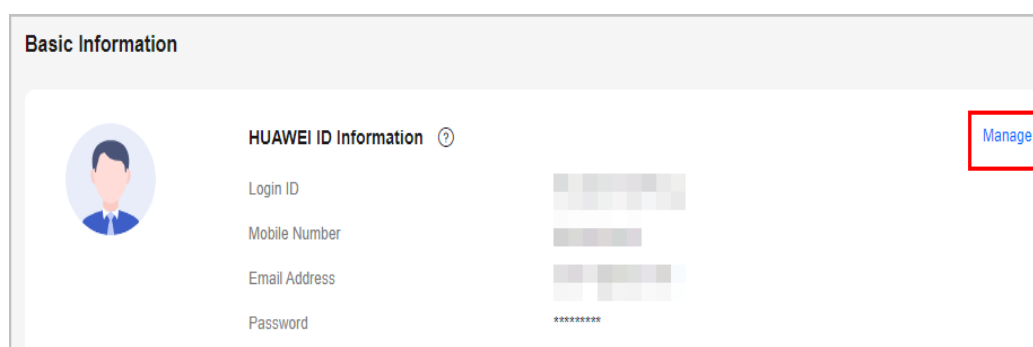 Basic Information
HUAWEI ID Information ?
Manage
Login ID
Mobile Number
Email Address
Password *********